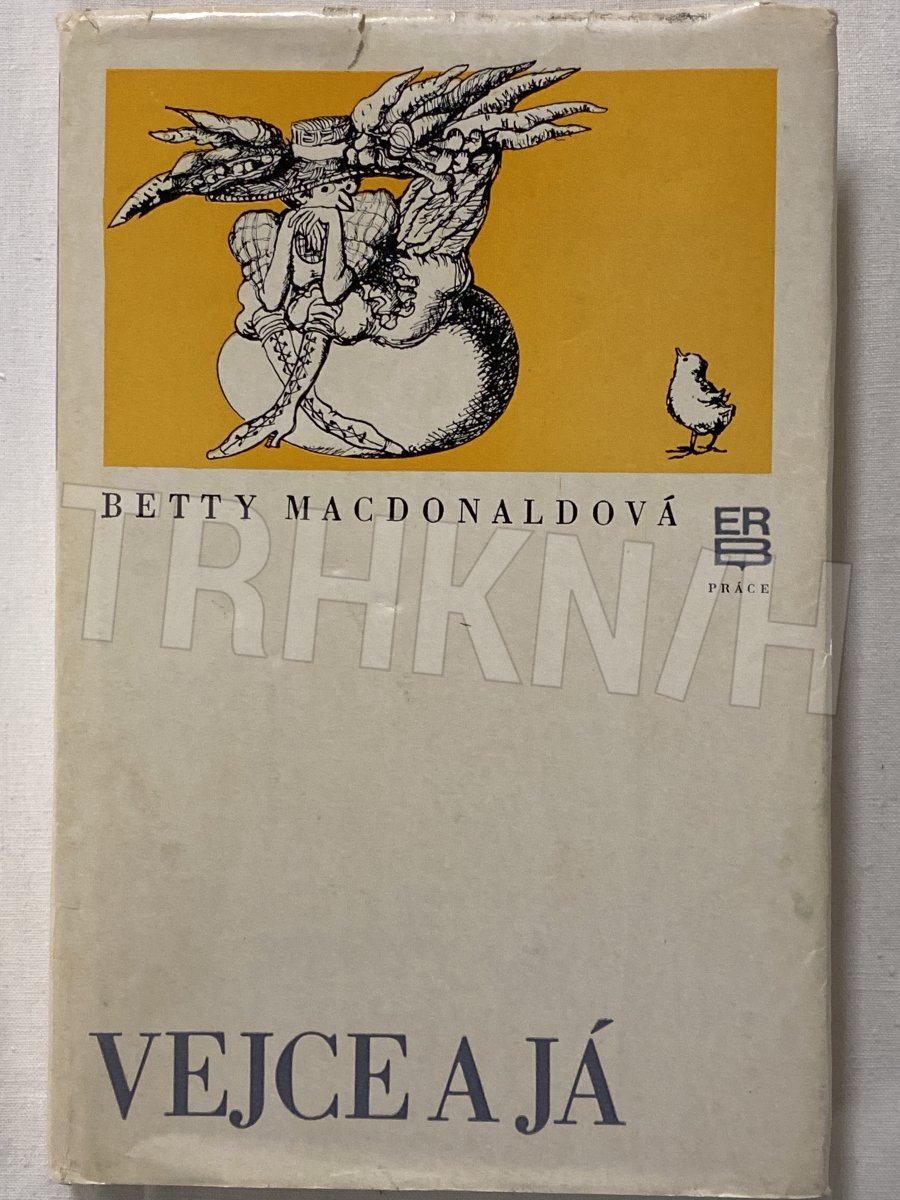 BETTY MACDONALDOVÁ
ERB
PRÁCE
TRHKNIH
VEJCE A JÁ